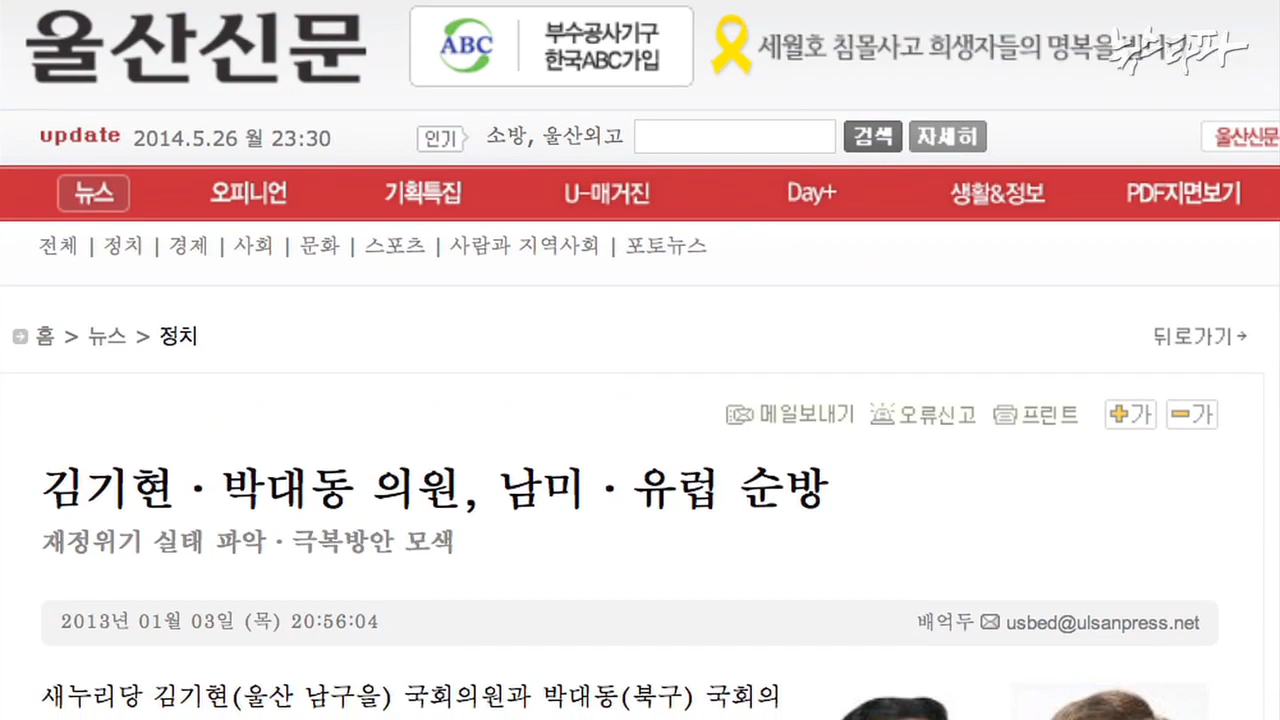 울산신문
ABC 부수공사기구
한국ABC가입
세월호 침몰사고 희생자들의 명복을
뉴스타파
update 2014.5.26 월 23:30 인기 소방, 울산외고 검색 자세히 울산신문
뉴스 오피니언 기획특집 U-매거진 Day+ 생활&정보 PDF지면보기
전체 | 정치 | 경제 | 사회 | 문화 | 스포츠 | 사람과 지역사회 | 포토뉴스
홈 > 뉴스 > 정치 뒤로가기
메일보내기 오류신고 프린트 +가 -가
김기현·박대동 의원, 남미·유럽 순방
재정위기 실태 파악·극복방안 모색
2013년 01월 03일 (목) 20:56:04 배억두 usbed@ulsanpress.net
새누리당 김기현(울산 남구을) 국회의원과 박대동(북구) 국회의